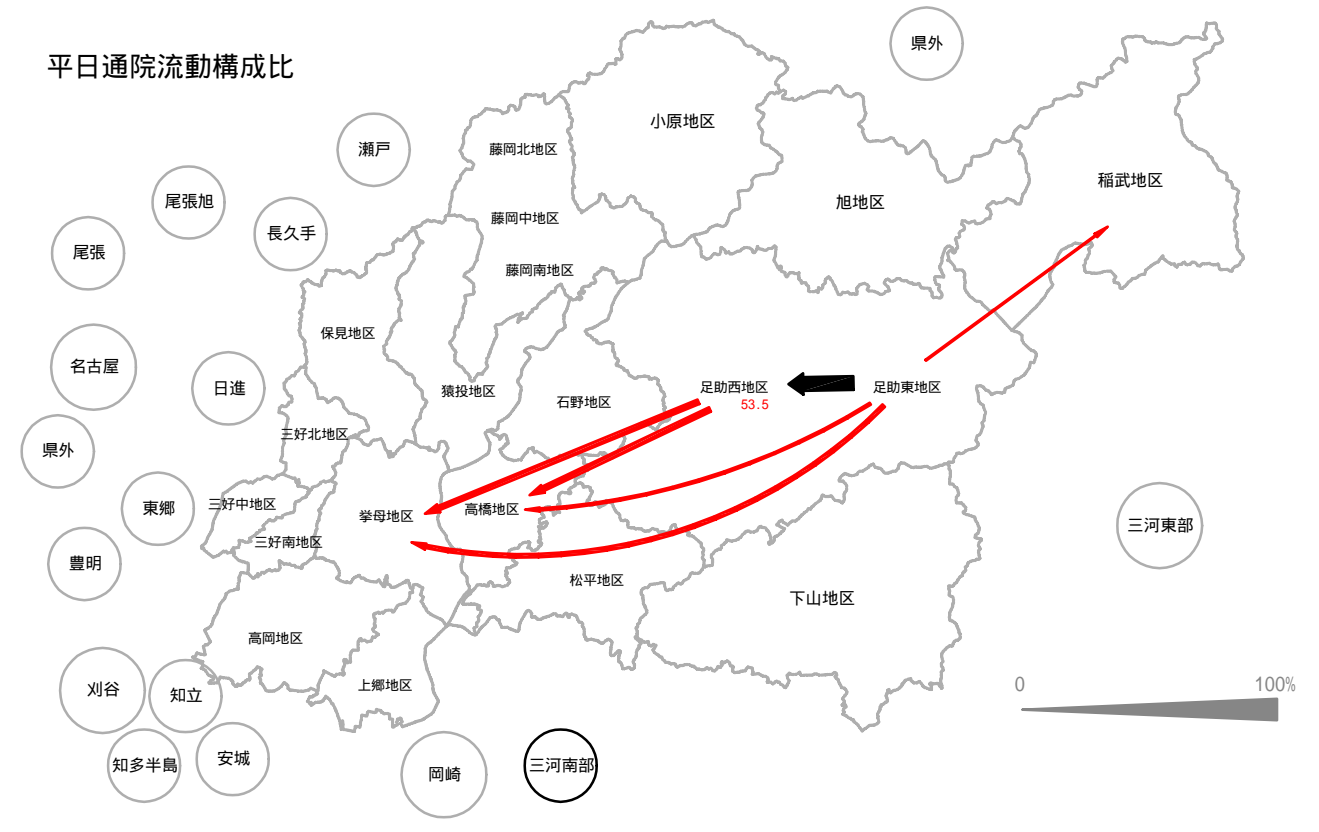 平日通院流動構成比
県外
小原地区
瀬戸
藤岡北地区
稲武地区
尾張旭
旭地区
藤岡中地区
長久手
尾張
藤岡南地区
保見地区
名古屋
日進
猿投地区
足助西地区
足助東地区
53.5
石野地区
三好北地区
県外
東郷
三好中地区
挙母地区
高橋地区
三河東部
三好南地区
豊明
松平地区
下山地区
高岡地区
上郷地区
0
100%
刈谷
知立
知多半島
安城
岡崎
三河南部